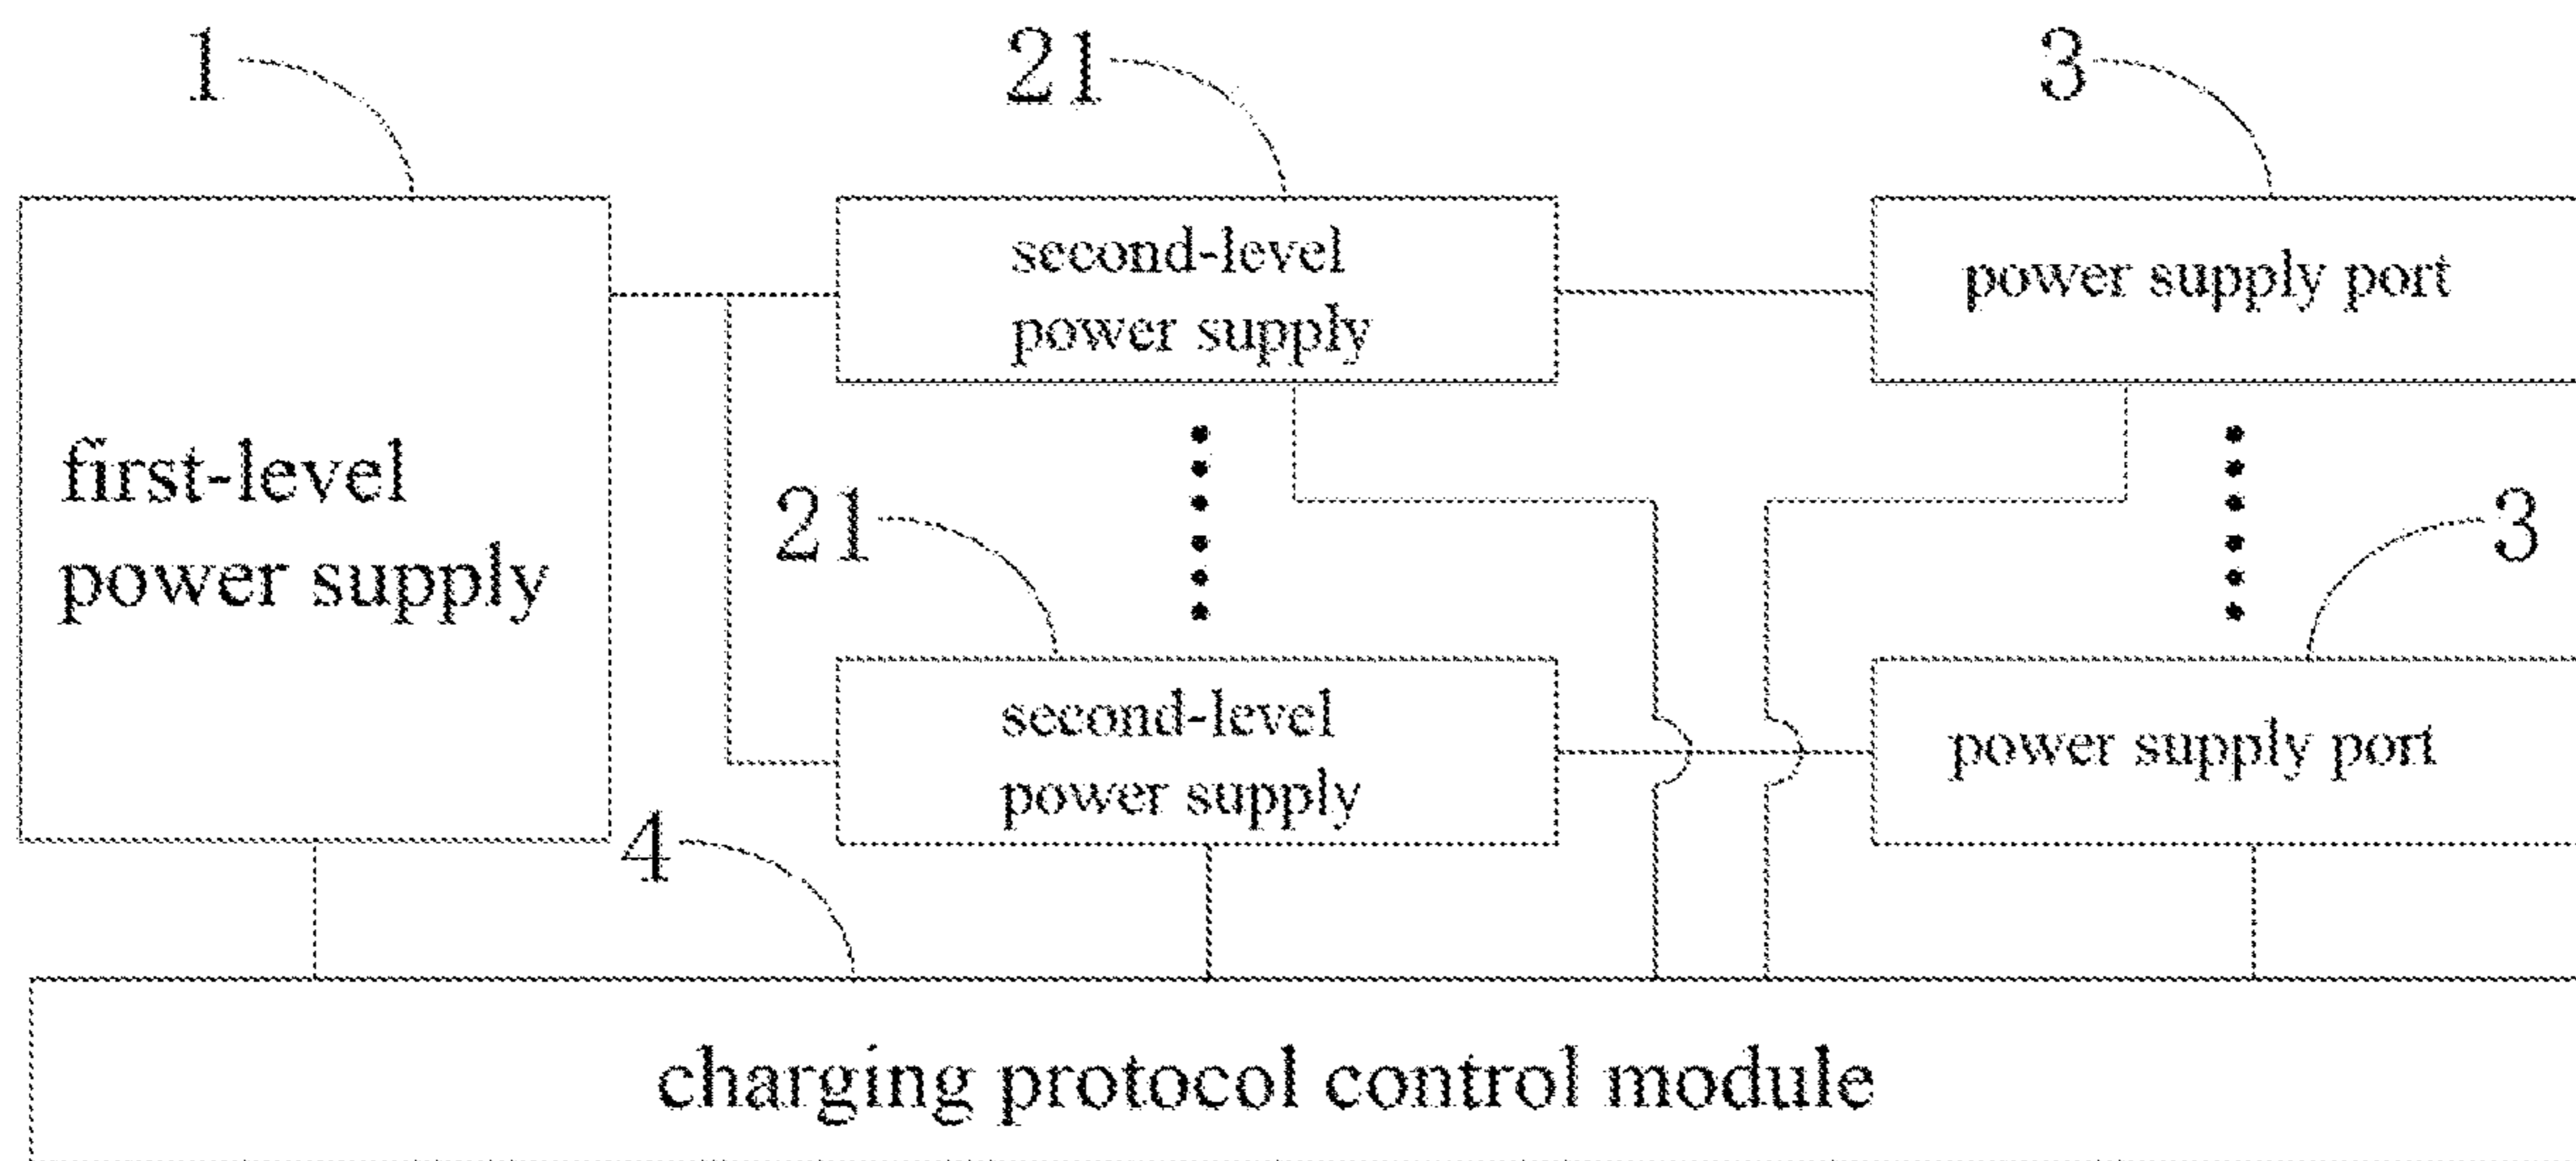 1
21
3
second-level
power supply
power supply port
first-level
power supply
21
3
second-level
power supply
power supply port
4
charging protocol control module